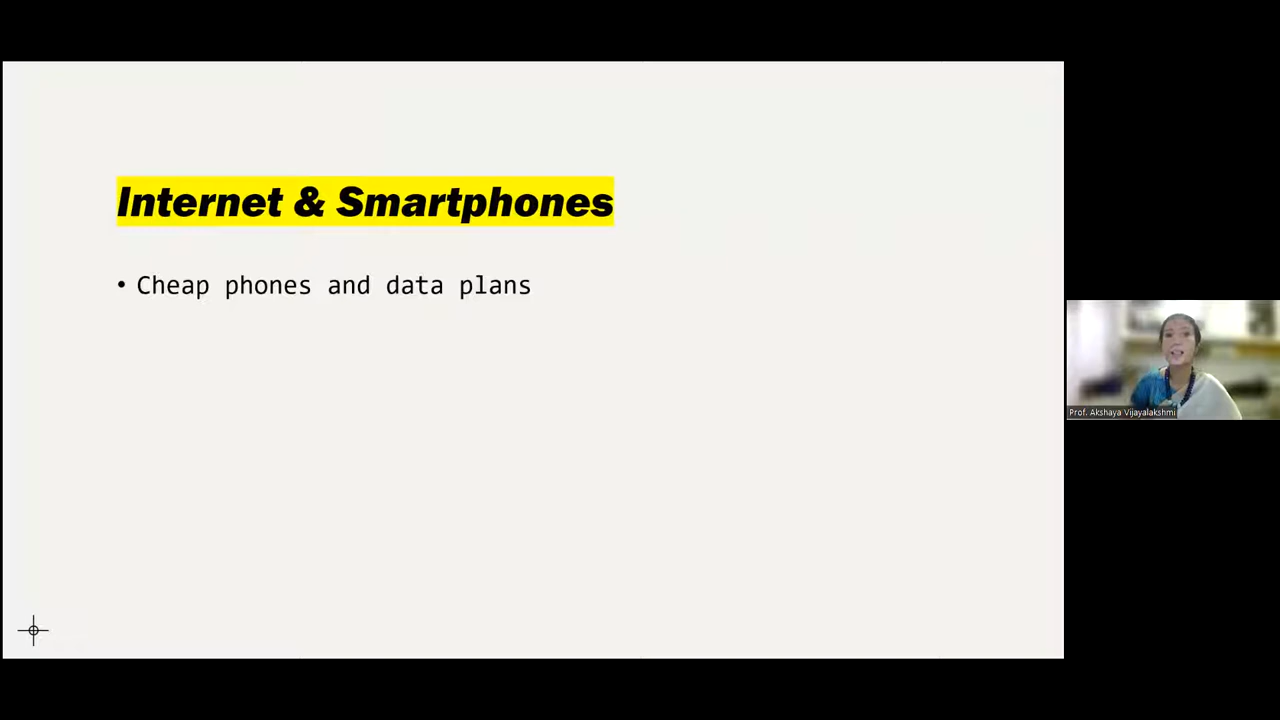 Internet & Smartphones
• Cheap phones and data plans
Prof. Akshaya Vijayalakshmi